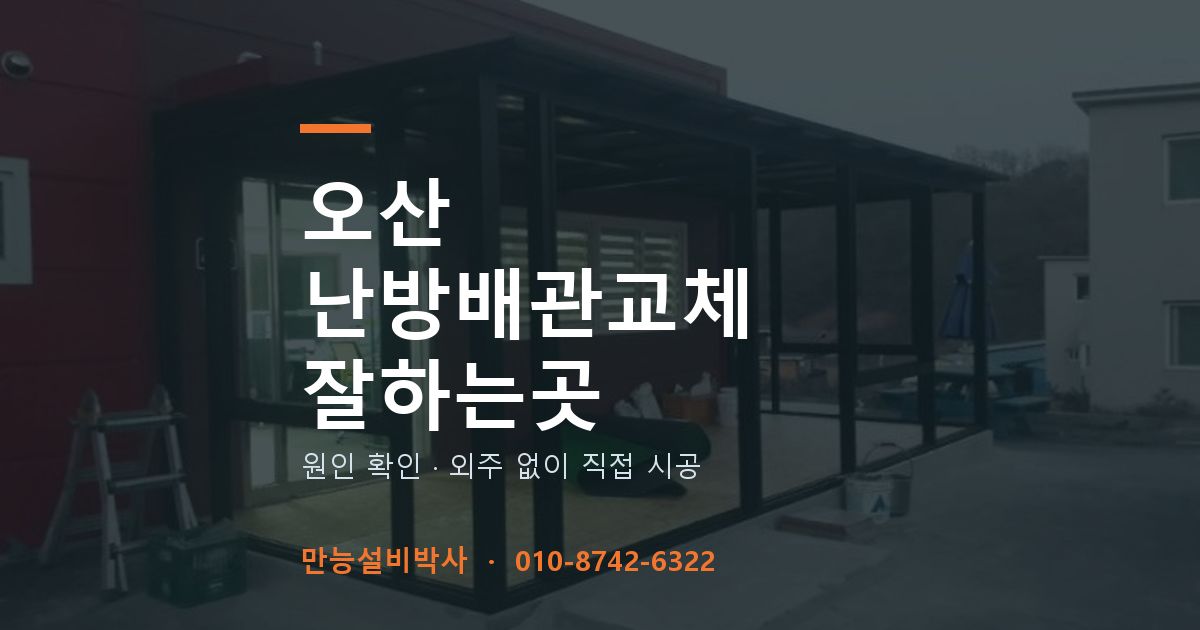 오산
난방배관교체
잘하는곳
원인 확인 · 외주 없이 직접 시공
만능설비박사 · 010-8742-6322